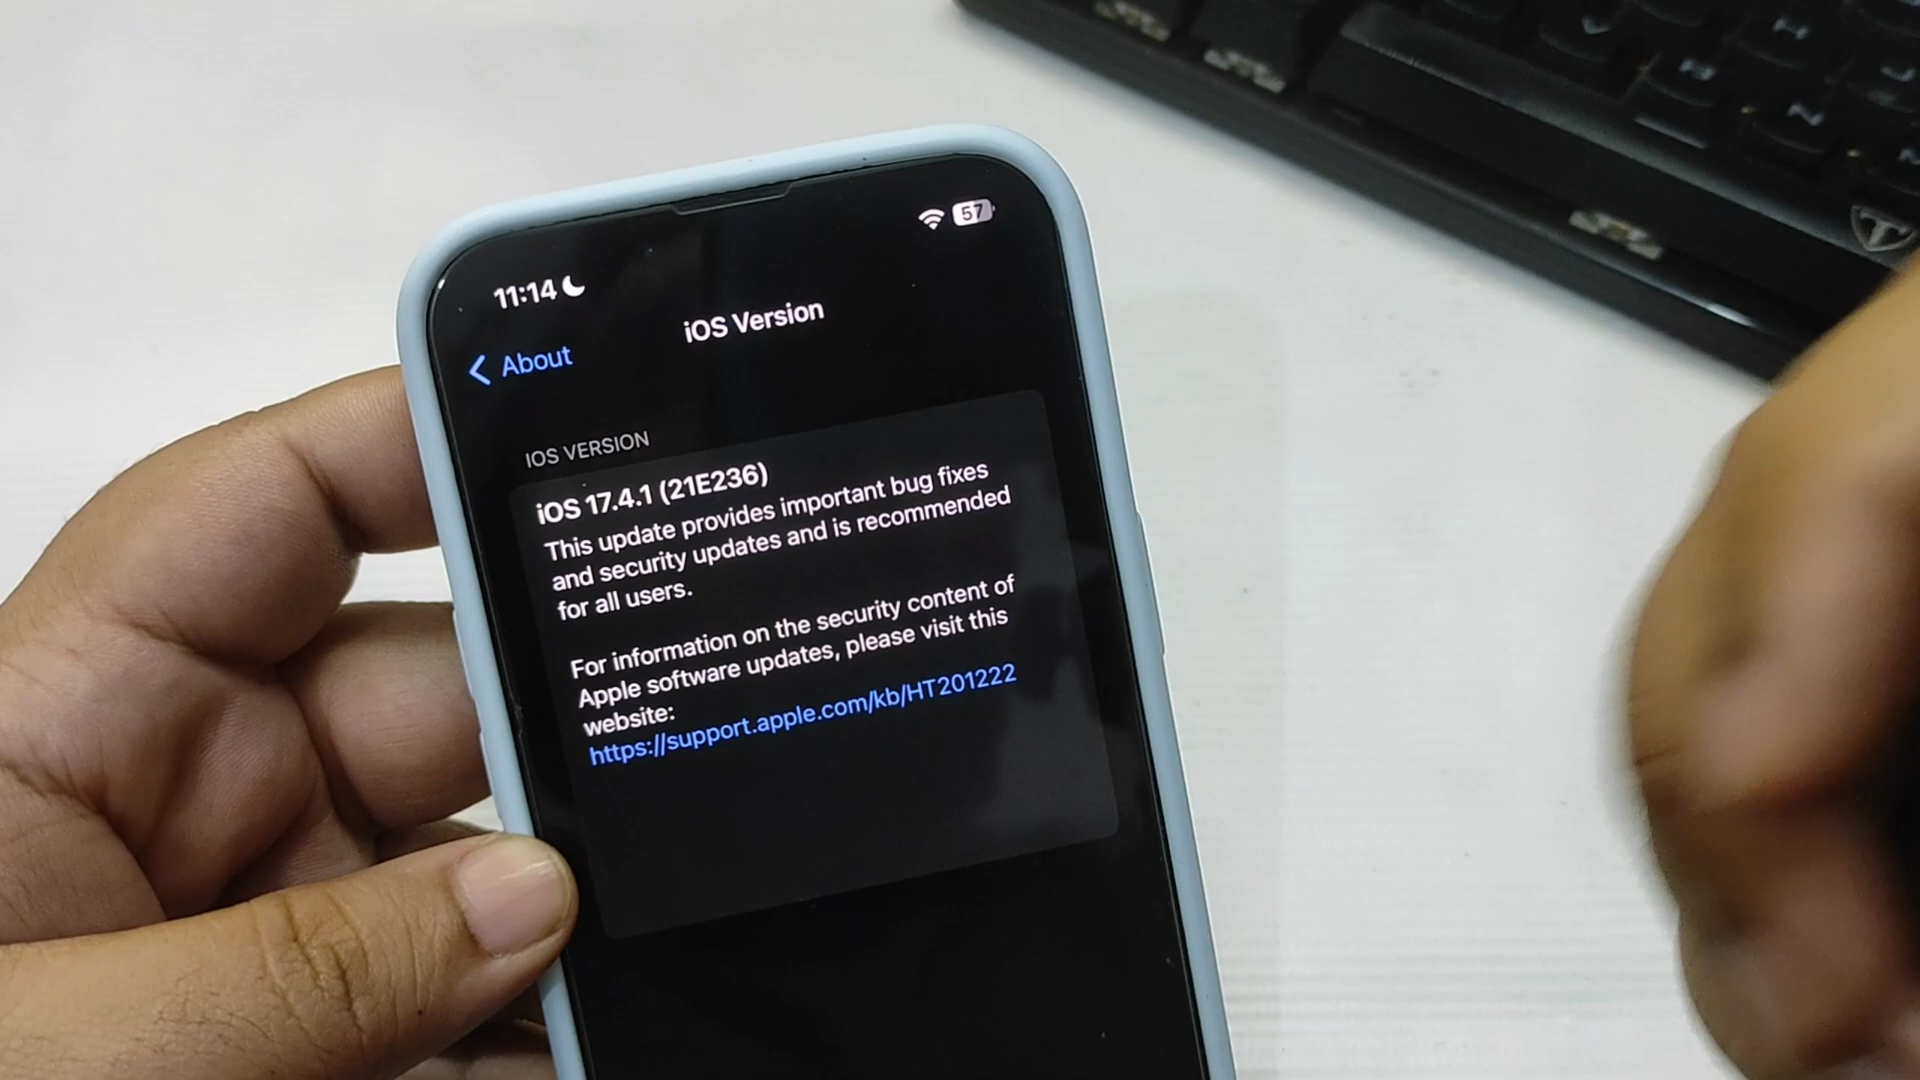 V
H
B
N
J
M
57
11:14
iOS Version
About
IOS VERSION
iOS 17.4.1 (21E236)
This update provides important bug fixes
and security updates and is recommended
for all users.
For information on the security content of
Apple software updates, please visit this
website:
https://support.apple.com/kb/HT201222